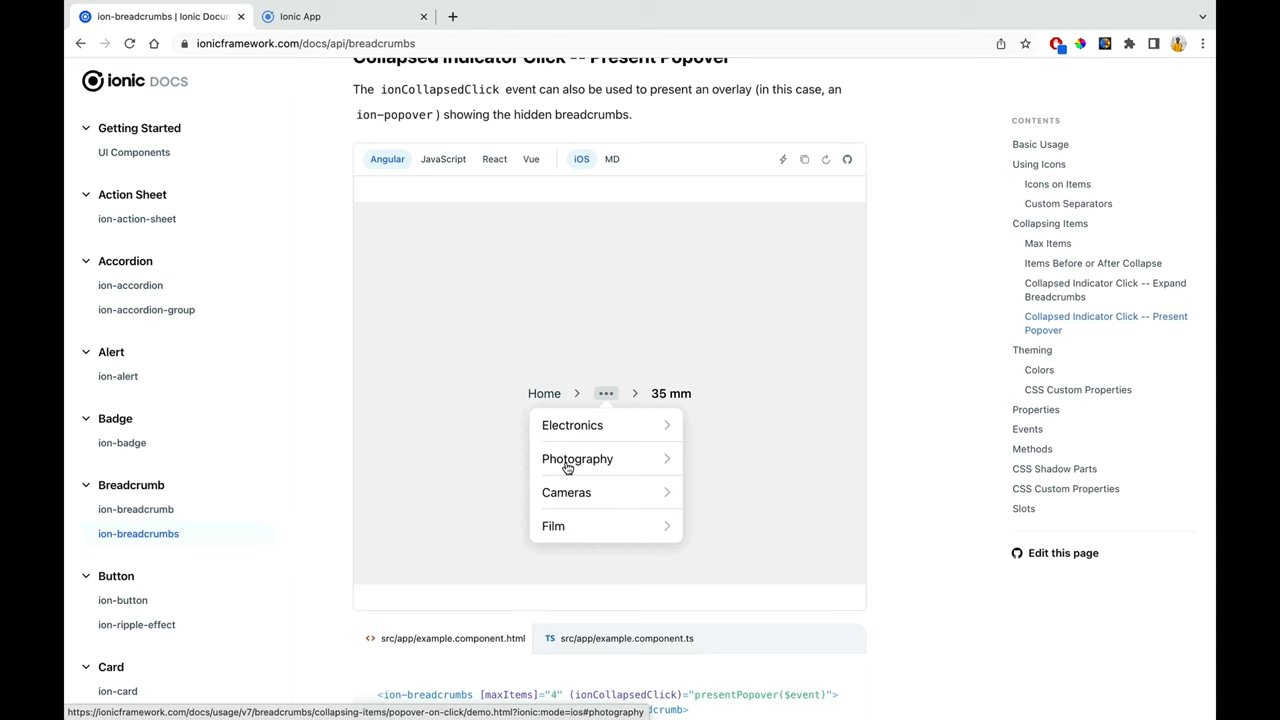 ion-breadcrumbs | Ionic Docum
Ionic App
ionicframework.com/docs/api/breadcrumbs
ionic DOCS
Getting Started
UI Components
Action Sheet
ion-action-sheet
Accordion
ion-accordion
ion-accordion-group
Alert
ion-alert
Badge
ion-badge
Breadcrumb
ion-breadcrumb
ion-breadcrumbs
Button
ion-button
ion-ripple-effect
Card
ion-card
Collapsed Indicator Click -- Present Popover
The ionCollapsedClick event can also be used to present an overlay (in this case, an
ion-popover ) showing the hidden breadcrumbs.
Angular JavaScript React Vue iOS MD
Home ••• 35 mm
Electronics
Photography
Cameras
Film
src/app/example.component.html TS src/app/example.component.ts
<ion-breadcrumbs [maxItems]="4" (ionCollapsedClick)="presentPopover($event)">
dcrumb>
CONTENTS
Basic Usage
Using Icons
Icons on Items
Custom Separators
Collapsing Items
Max Items
Items Before or After Collapse
Collapsed Indicator Click -- Expand
Breadcrumbs
Collapsed Indicator Click -- Present
Popover
Theming
Colors
CSS Custom Properties
Properties
Events
Methods
CSS Shadow Parts
CSS Custom Properties
Slots
Edit this page
https://ionicframework.com/docs/usage/v7/breadcrumbs/collapsing-items/popover-on-click/demo.html?ionic:mode=ios#photography